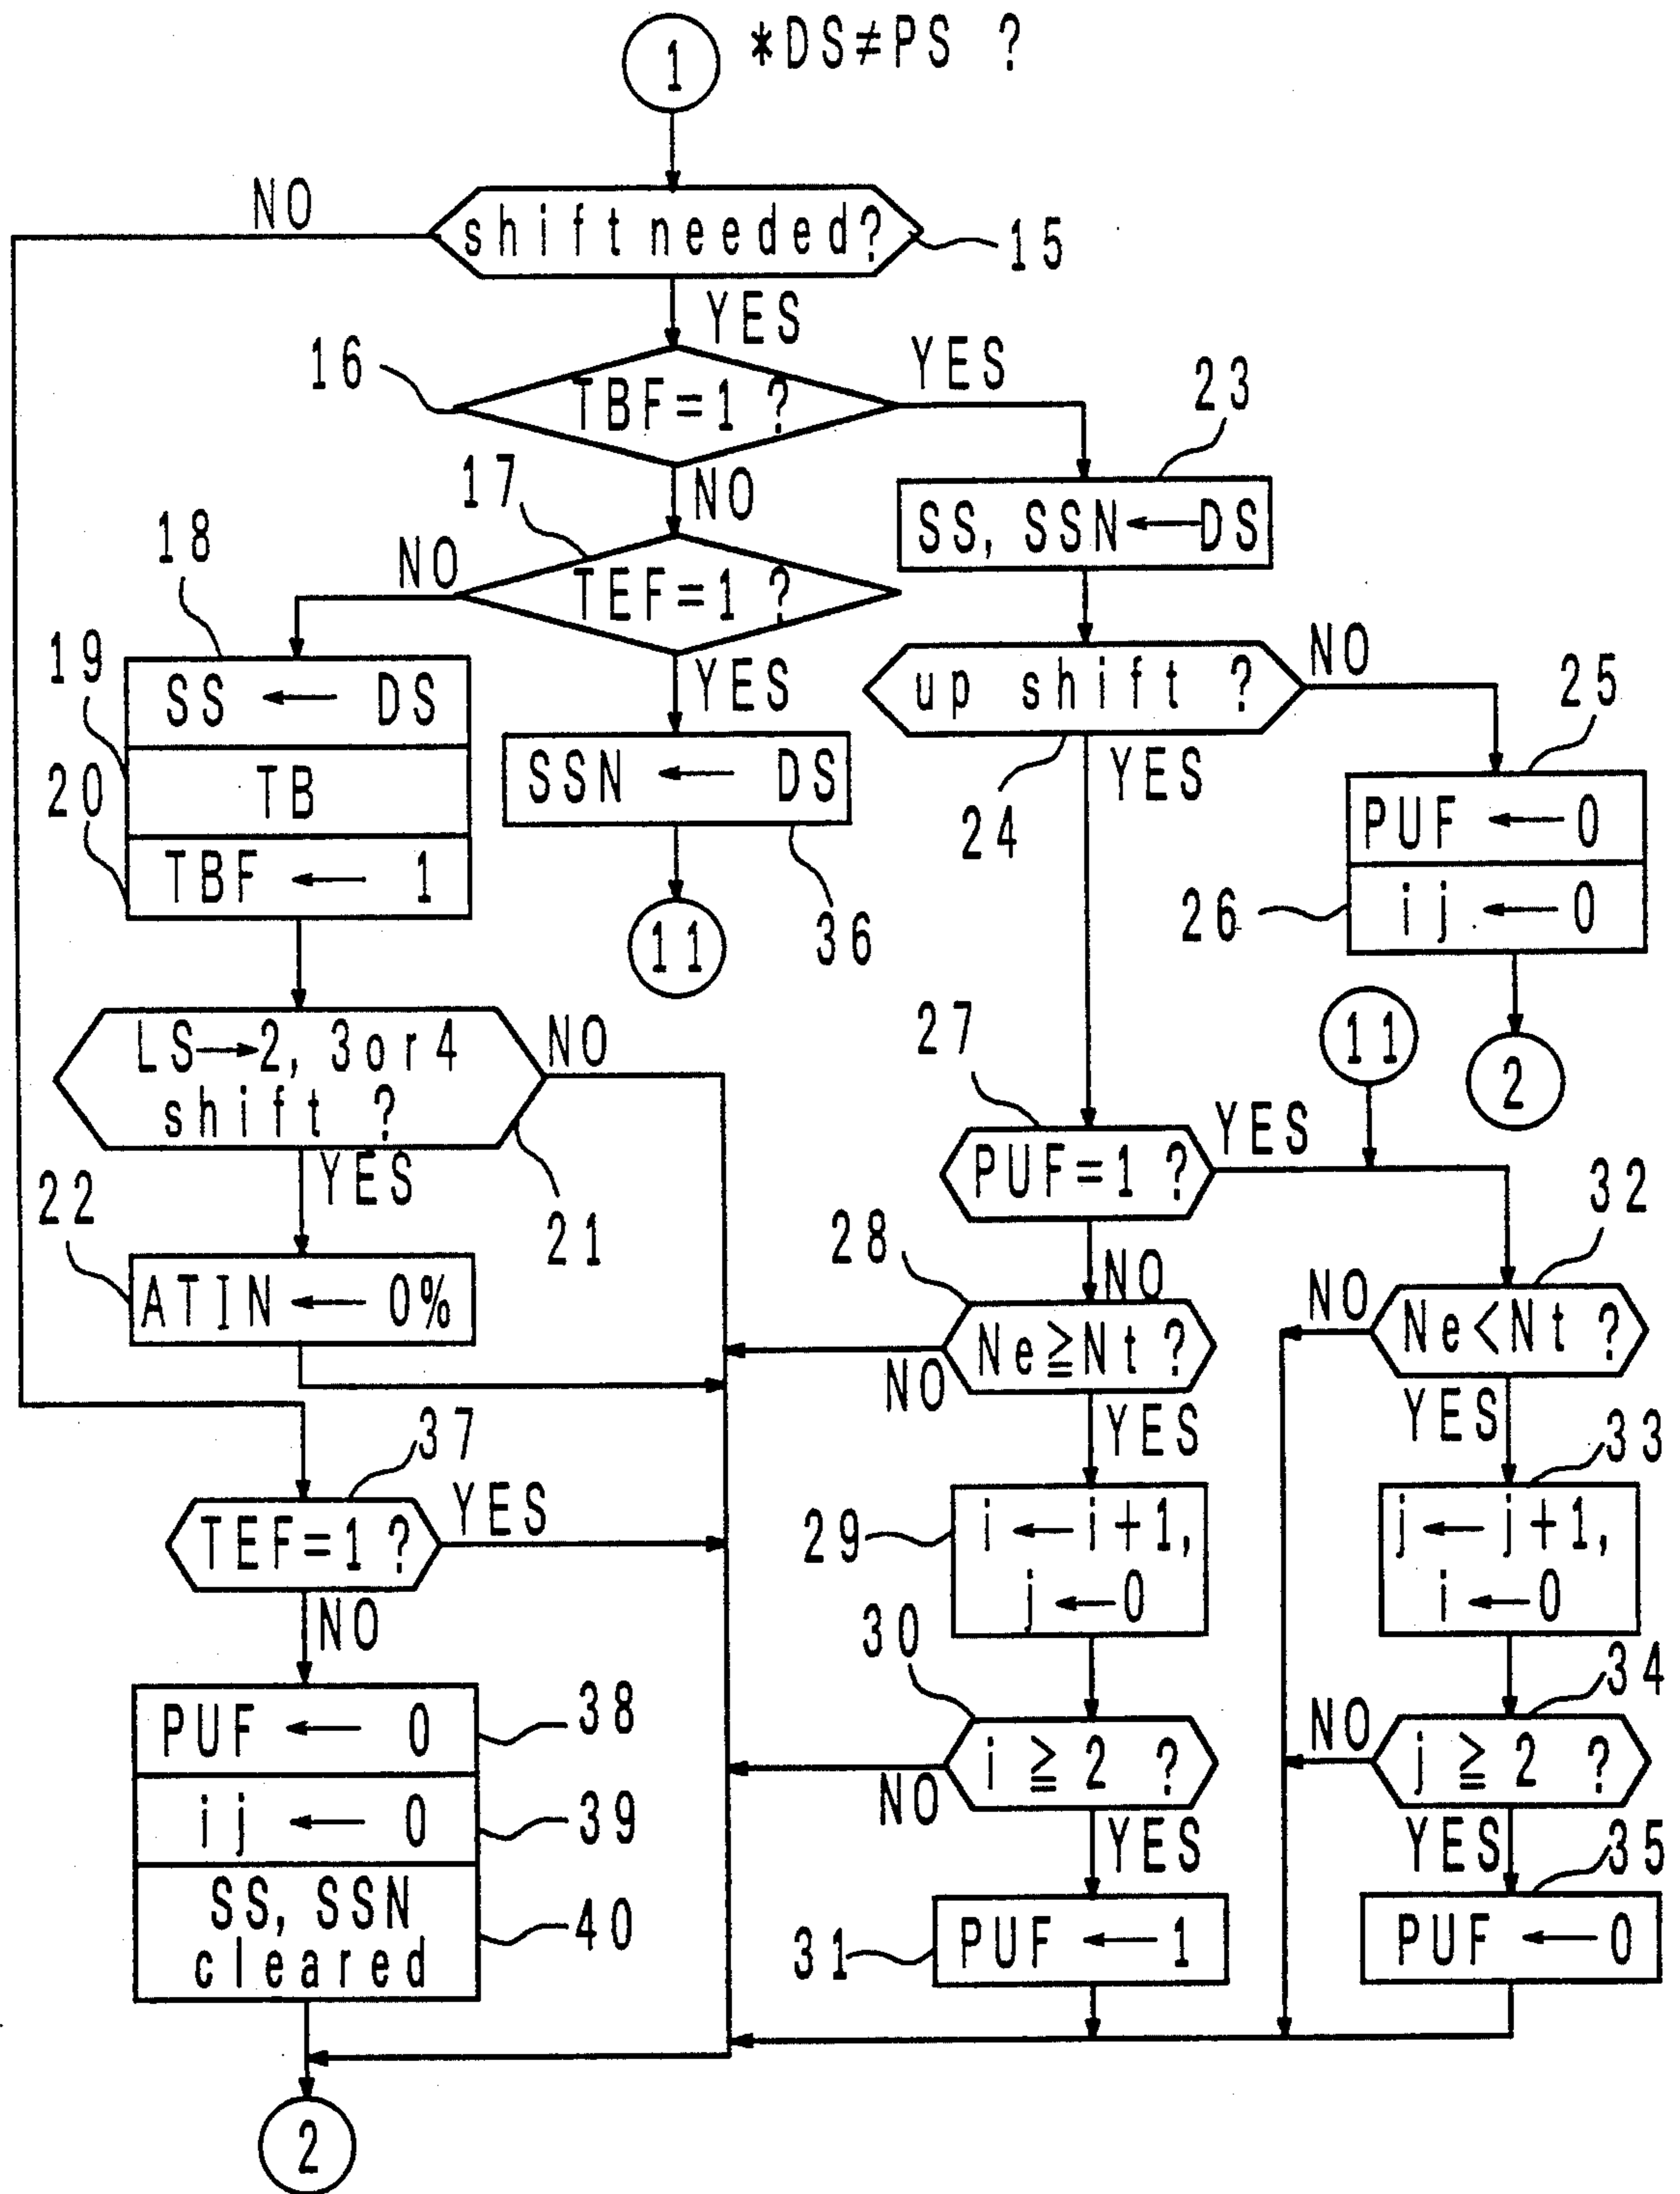 1 *DS≠PS ?
NO
shift needed?
15
YES
16
TBF=1 ?
YES
23
NO
SS, SSN←DS
17
TEF=1 ?
NO
18
SS ← DS
19
TB
20
TBF ← 1
YES
SSN ← DS
36
11
up shift ?
NO
24
YES
25
PUF ← 0
26
ij ← 0
2
LS→2, 3or4
shift ?
NO
21
YES
22
ATIN ← 0%
27
PUF=1 ?
YES
11
NO
28
Ne≧Nt ?
NO
YES
32
Ne<Nt ?
NO
YES
29
i ← i+1,
j ← 0
33
j ← j+1,
i ← 0
30
i ≧ 2 ?
NO
YES
34
j ≧ 2 ?
NO
YES
31
PUF ← 1
35
PUF ← 0
37
TEF=1 ?
YES
NO
PUF ← 0
38
ij ← 0
39
SS, SSN
cleared
40
2